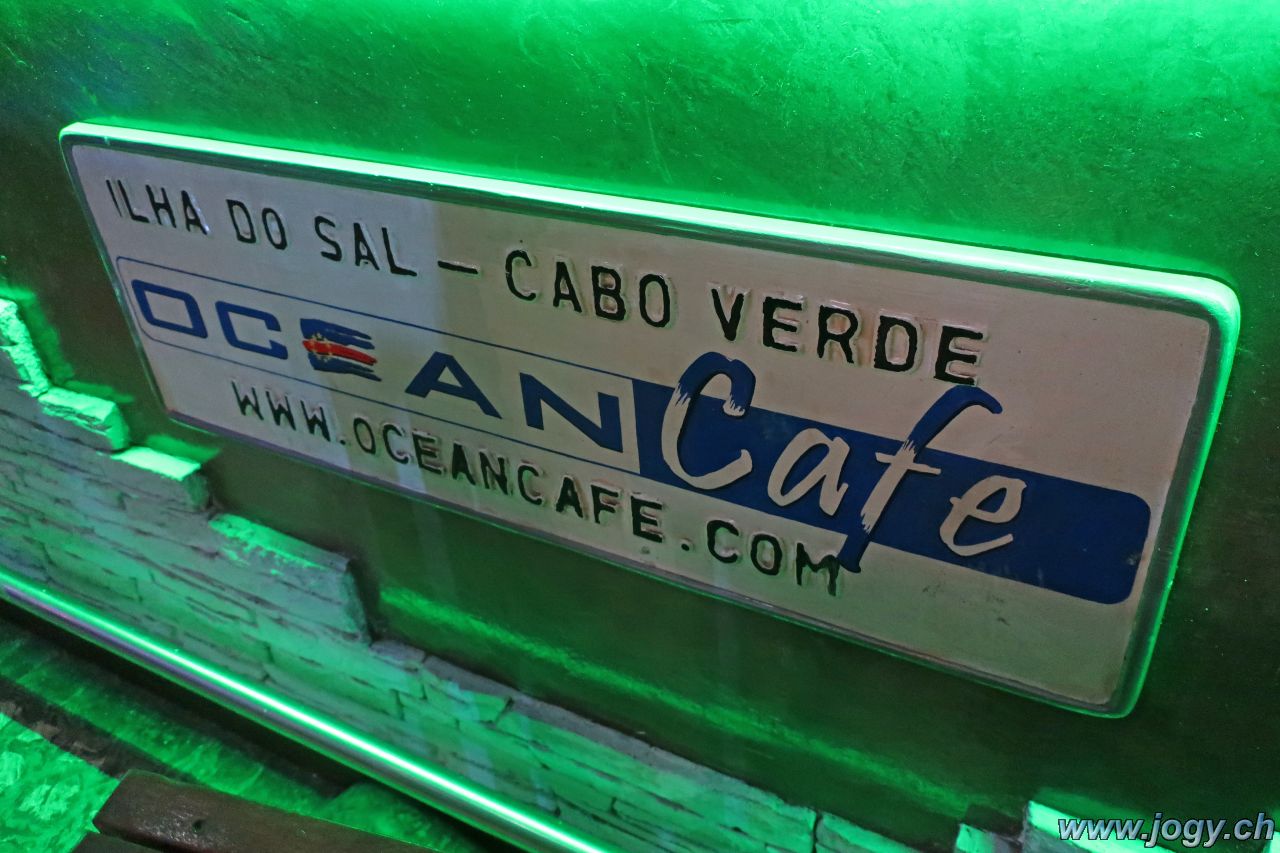 ILHA DO SAL - CABO VERDE
OCEAN Cafe
WWW.OCEANCAFE.COM
www.jogy.ch